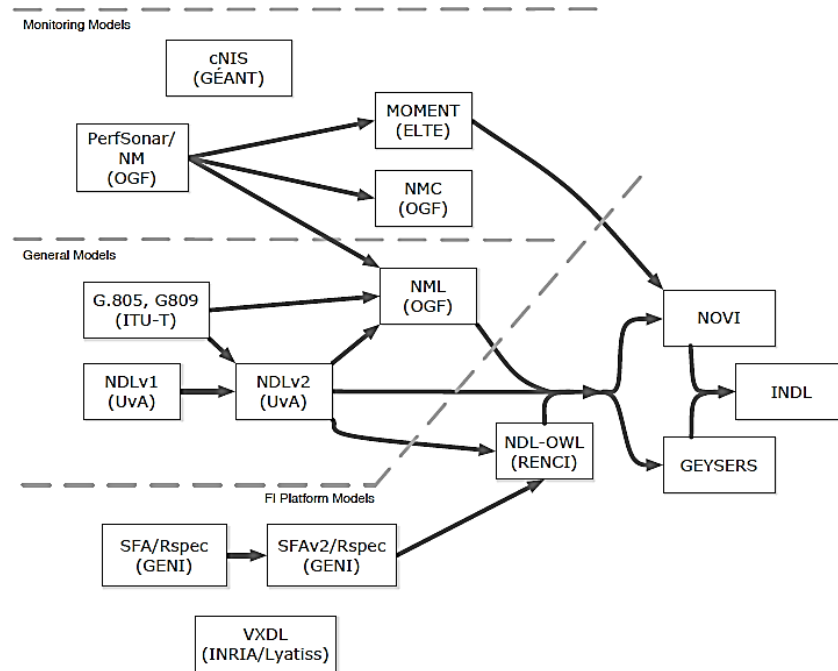 Monitoring Models
cNIS
(GÉANT)
MOMENT
(ELTE)
PerfSonar/
NM
(OGF)
NMC
(OGF)
General Models
NML
(OGF)
G.805, G809
(ITU-T)
NOVI
NDLv1
(UvA)
NDLv2
(UvA)
INDL
NDL-OWL
(RENCI)
GEYSERS
FI Platform Models
SFA/Rspec
(GENI)
SFAv2/Rspec
(GENI)
VXDL
(INRIA/Lyatiss)